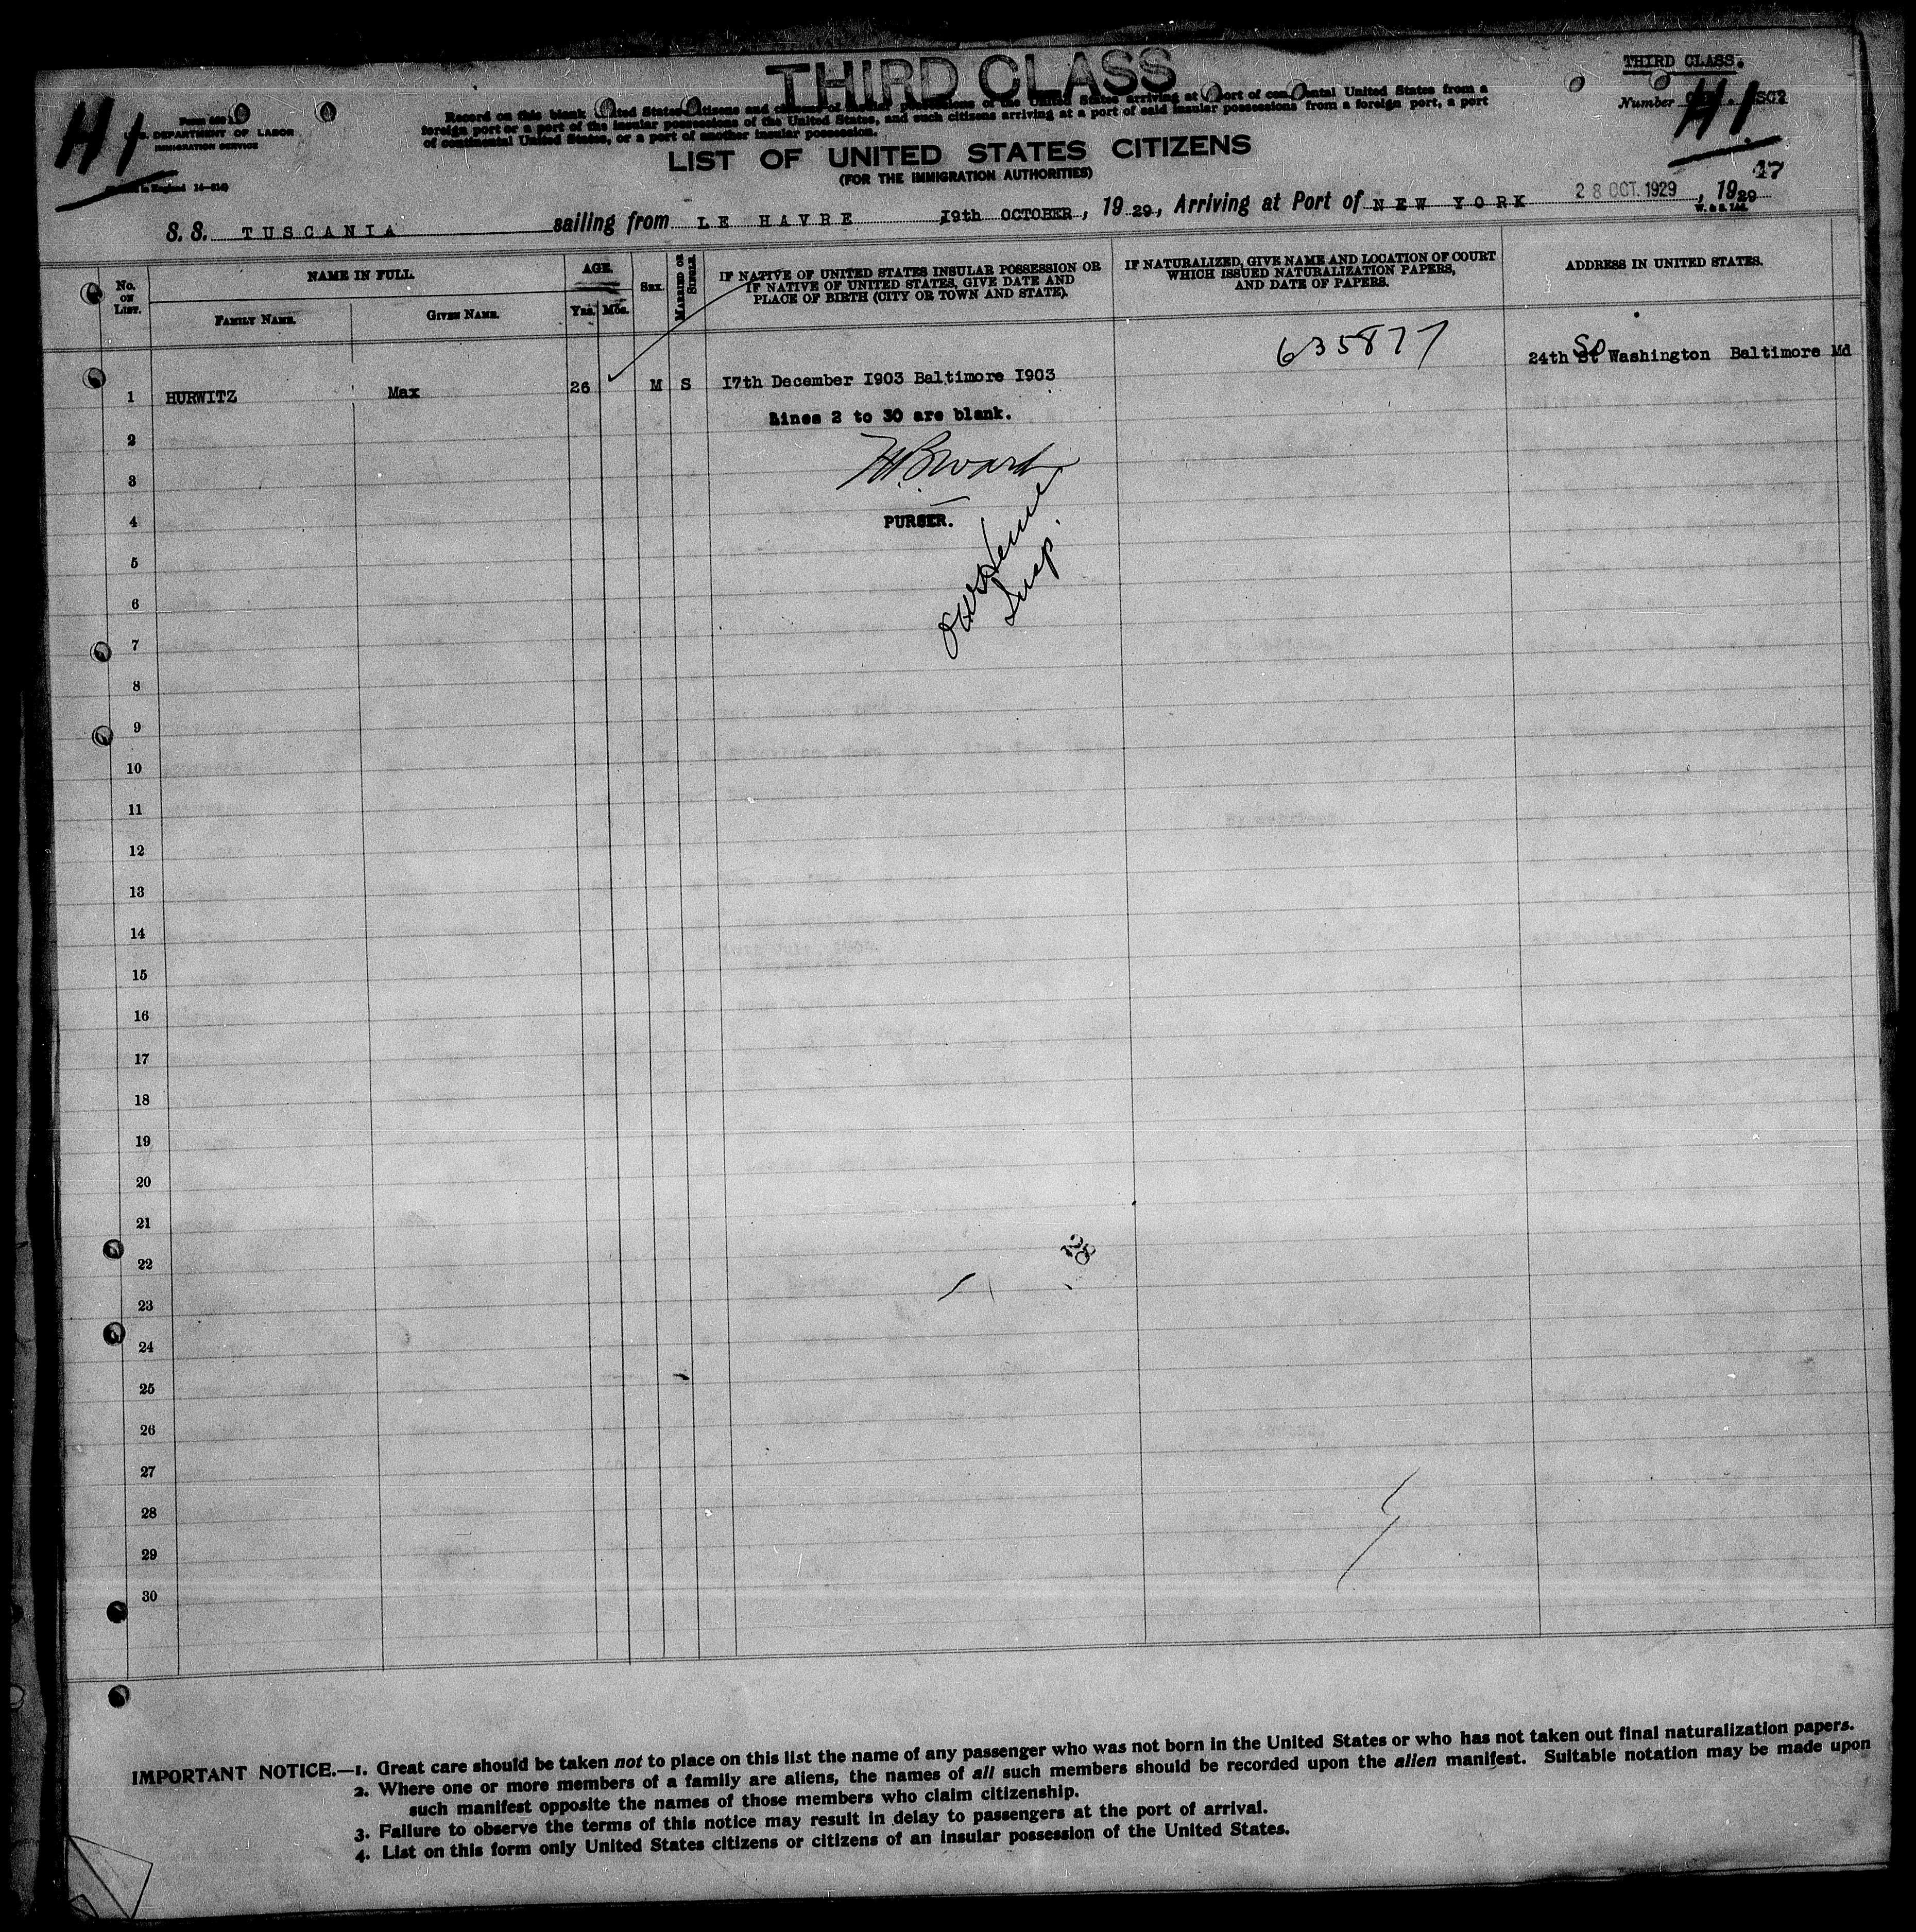 THIRD CLASS
THIRD CLASS.
H1
Form 630
U.S. DEPARTMENT OF LABOR
IMMIGRATION SERVICE
in England 14-
Record on this blank United States citizens and citizens of insular possessions of the United States arriving at port of continental United States from a
foreign port or a port of the insular possessions of the United States, and such citizens arriving at a port of said insular possessions from a foreign port, a port
of continental United States, or a port of another insular possession.
Number
H1
LIST OF UNITED STATES CITIZENS
(FOR THE IMMIGRATION AUTHORITIES)
47
S.S. TUSCANIA sailing from LE HAVRE 19th OCTOBER, 19 29, Arriving at Port of NEW YORK 28 OCT. 1929, 1929
W. & S. Ltd.
No. ON LIST.
NAME IN FULL.
FAMILY NAME.
GIVEN NAME.
AGE.
Yrs. Mos.
SEX.
MARRIED OR SINGLE.
IF NATIVE OF UNITED STATES INSULAR POSSESSION OR
IF NATIVE OF UNITED STATES, GIVE DATE AND
PLACE OF BIRTH (CITY OR TOWN AND STATE).
IF NATURALIZED, GIVE NAME AND LOCATION OF COURT
WHICH ISSUED NATURALIZATION PAPERS,
AND DATE OF PAPERS.
ADDRESS IN UNITED STATES.
635877
So
1 HURWITZ Max 26 M S 17th December 1903 Baltimore 1903 24th St Washington Baltimore Md
Lines 2 to 30 are blank.
2
3
4
PURSER.
Insp.
5
6
7
8
9
10
11
12
13
14
15
16
17
18
19
20
21
28
22
23
24
25
26
27
28
29
30
IMPORTANT NOTICE.—1. Great care should be taken not to place on this list the name of any passenger who was not born in the United States or who has not taken out final naturalization papers.
2. Where one or more members of a family are aliens, the names of all such members should be recorded upon the alien manifest. Suitable notation may be made upon
such manifest opposite the names of those members who claim citizenship.
3. Failure to observe the terms of this notice may result in delay to passengers at the port of arrival.
4. List on this form only United States citizens or citizens of an insular possession of the United States.